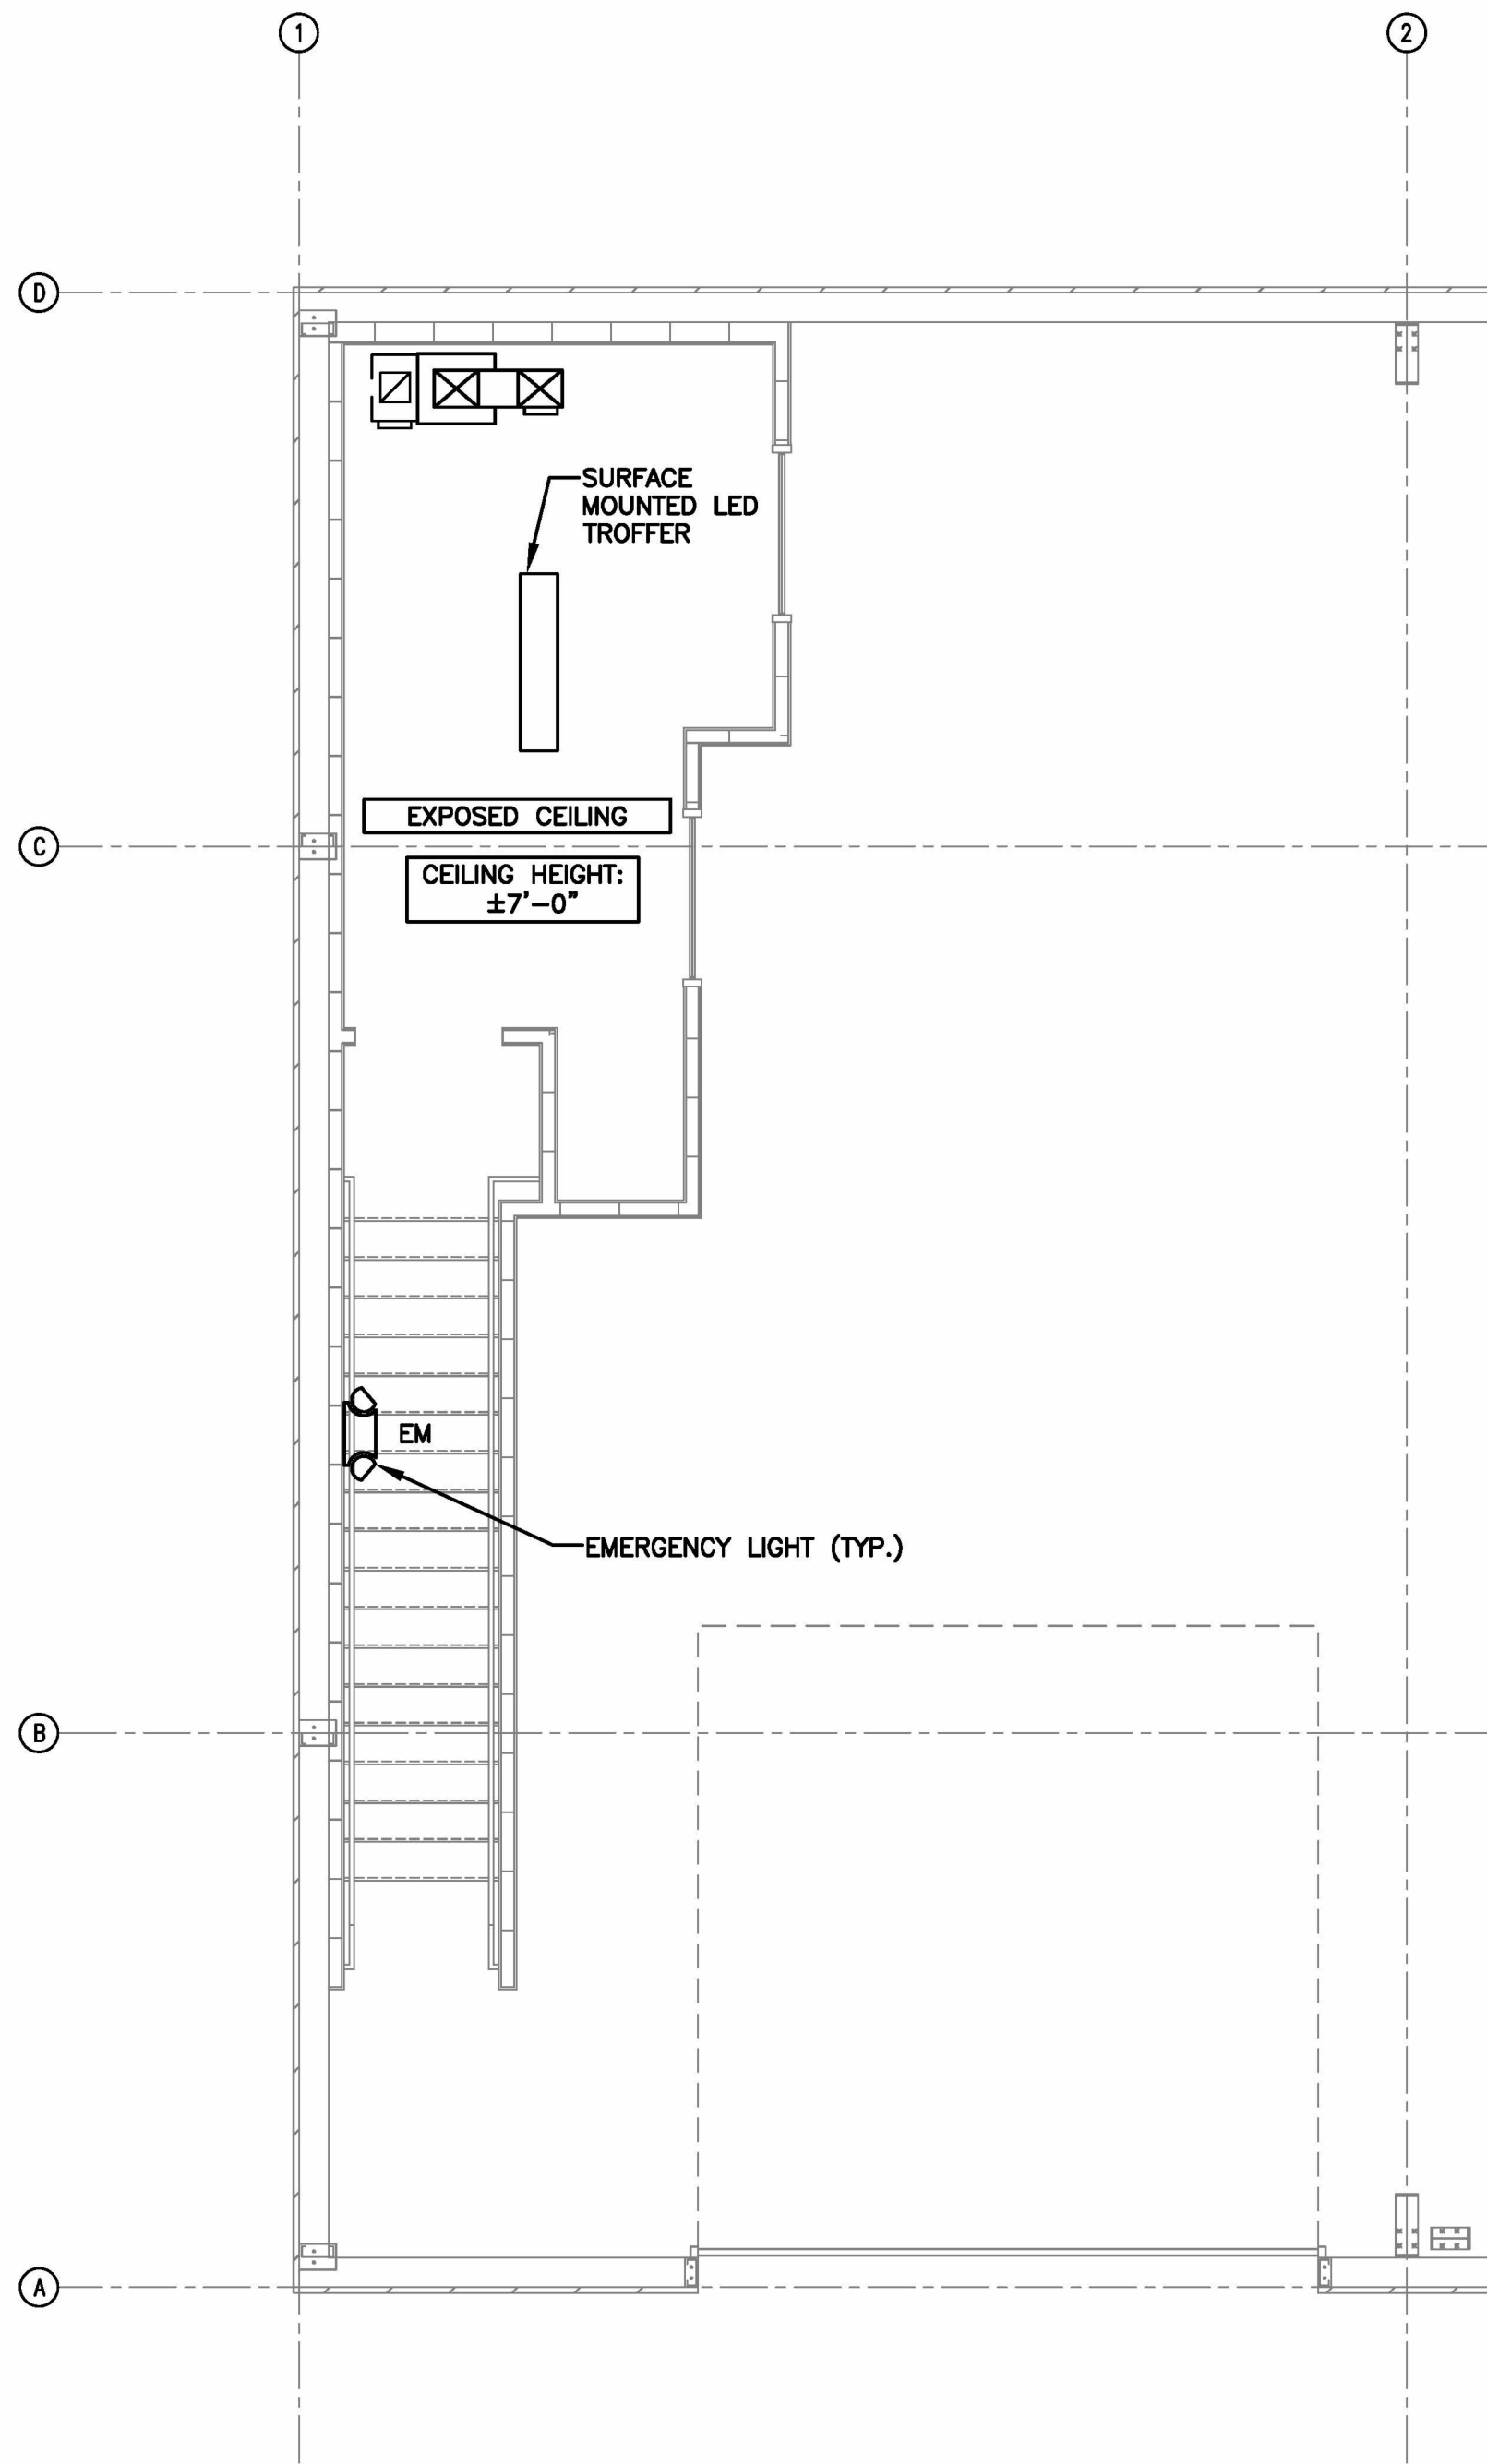 1
2
D
SURFACE
MOUNTED LED
TROFFER
EXPOSED CEILING
C
CEILING HEIGHT:
±7'-0"
EM
EMERGENCY LIGHT (TYP.)
B
A